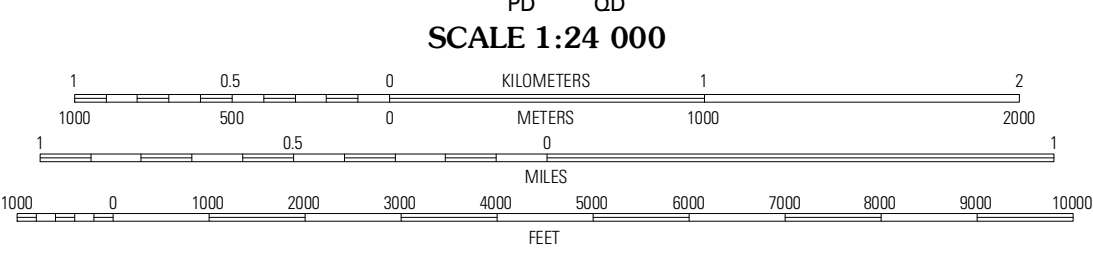 PD QD
SCALE 1:24 000
1 0.5 0 KILOMETERS 1 2
1000 500 0 METERS 1000 2000
1 0.5 0 1
MILES
1000 0 1000 2000 3000 4000 5000 6000 7000 8000 9000 10000
FEET